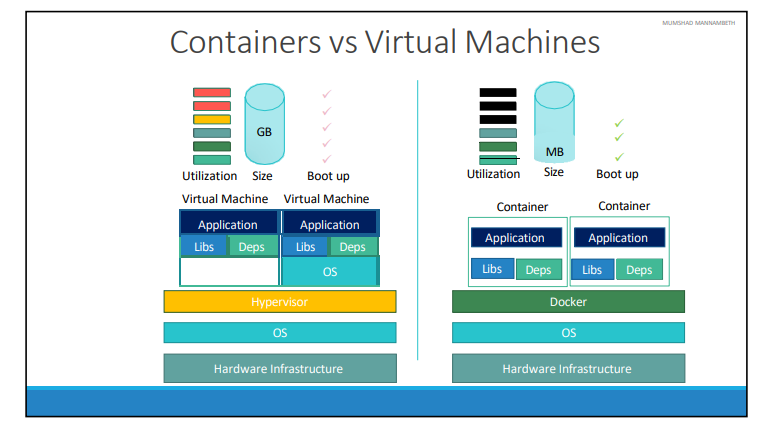 MUMSHAD MANNAMBETH
Containers vs Virtual Machines
GB
Utilization Size Boot up
Virtual Machine Virtual Machine
Application Application
Libs Deps Libs Deps
OS
Hypervisor
OS
Hardware Infrastructure
MB
Utilization Size Boot up
Container Container
Application Application
Libs Deps Libs Deps
Docker
OS
Hardware Infrastructure